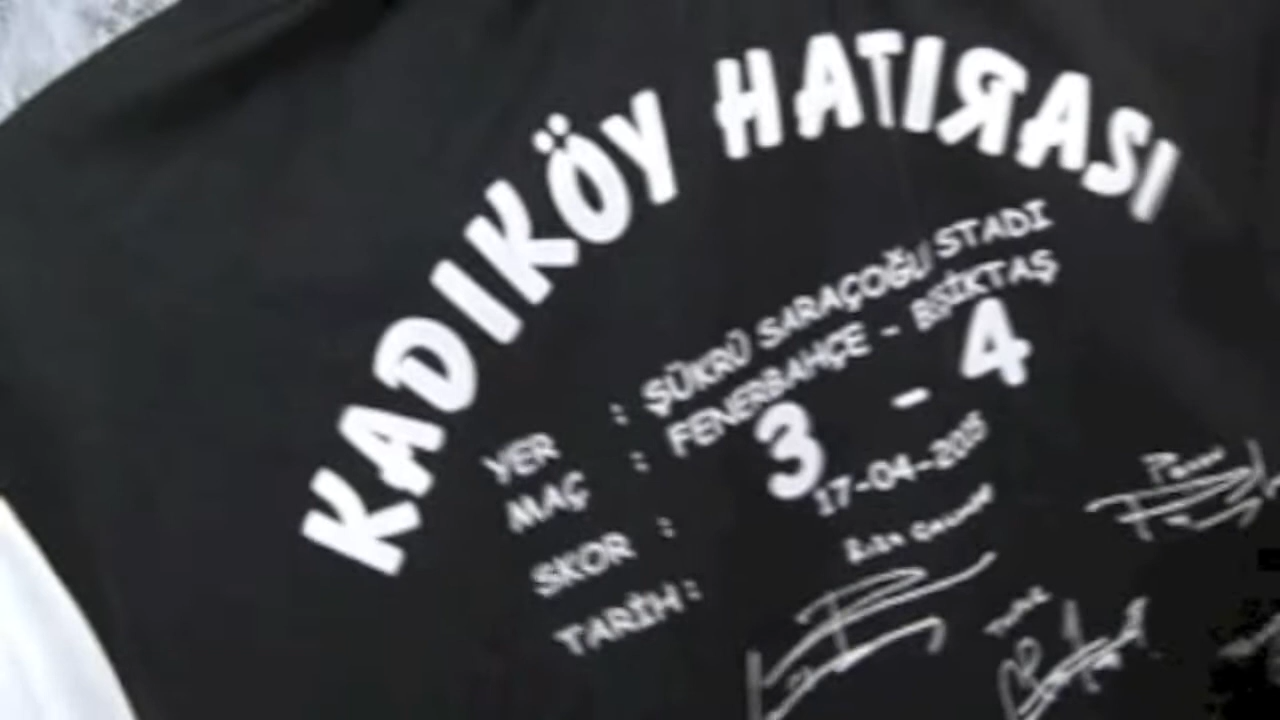 KADIKÖY HATIRASI
YER : ŞÜKRÜ SARAÇOĞLU STADI
MAÇ : FENERBAHÇE - BEŞİKTAŞ
SKOR : 3 - 4
TARİH : 17-04-2005